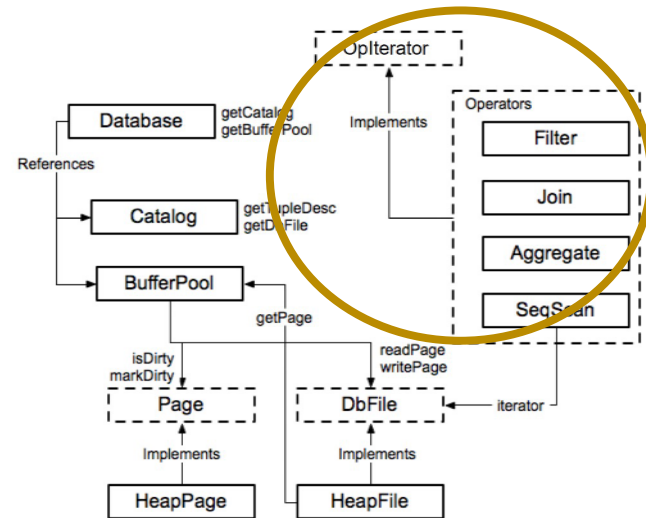 OpIterator
Operators
Database
getCatalog
getBufferPool
Implements
Filter
References
Join
Catalog
getTupleDesc
getDbFile
Aggregate
BufferPool
SeqScan
getPage
isDirty
markDirty
readPage
writePage
Page
DbFile
iterator
Implements
Implements
HeapPage
HeapFile